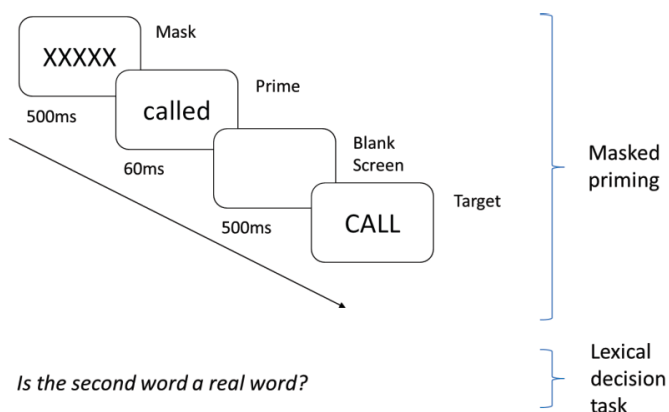 XXXXX
Mask
500ms
called
Prime
60ms
Blank
Screen
500ms
CALL
Target
Masked
priming
Is the second word a real word?
Lexical
decision
task